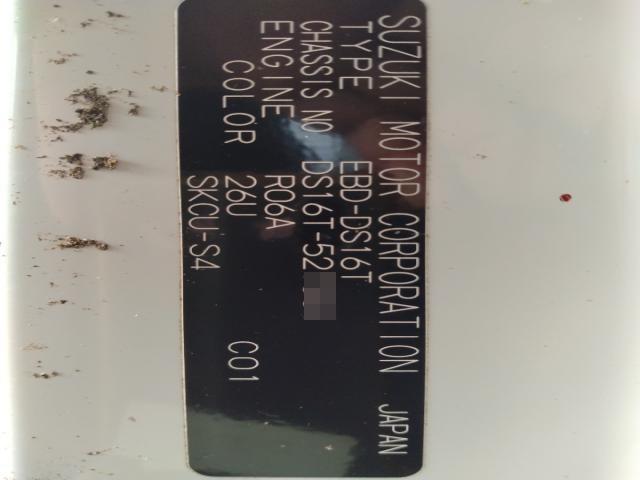 SUZUKI MOTOR CORPORATION JAPAN
TYPE EBD-DS16T
CHASSIS NO DS16T-52
ENGINE R06A
COLOR 26U C01
SKCU-S4